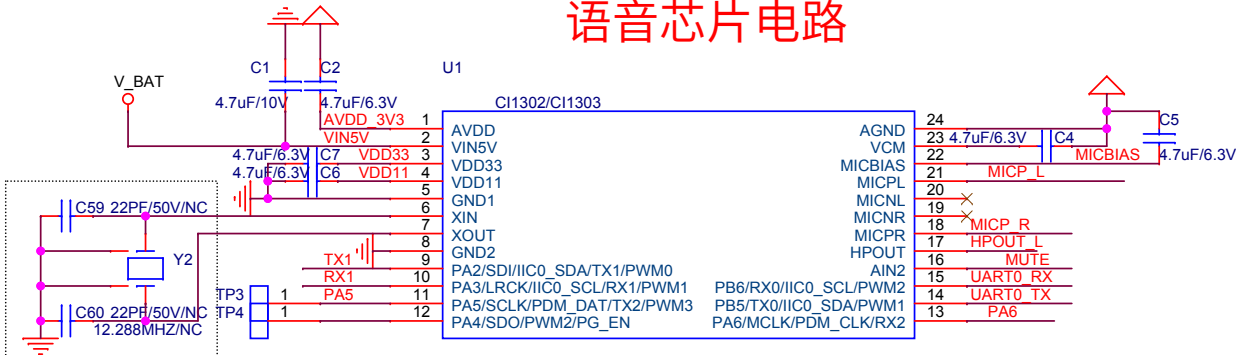 语音芯片电路
C1
C2
U1
V_BAT
4.7uF/10V
4.7uF/6.3V
CI1302/CI1303
AVDD_3V3
1
AVDD
AGND
24
C5
VIN5V
2
VIN5V
VCM
23
4.7uF/6.3V
C4
4.7uF/6.3V
C7
VDD33
3
VDD33
MICBIAS
22
MICBIAS
4.7uF/6.3V
4.7uF/6.3V
C6
VDD11
4
VDD11
MICPL
21
MICP_L
5
GND1
MICNL
20
C59
22PF/50V/NC
6
XIN
MICNR
19
7
XOUT
MICPR
18
MICP_R
8
GND2
HPOUT
17
HPOUT_L
Y2
TX1
9
PA2/SDI/IIC0_SDA/TX1/PWM0
AIN2
16
MUTE
RX1
10
PA3/LRCK/IIC0_SCL/RX1/PWM1
PB6/RX0/IIC0_SCL/PWM2
15
UART0_RX
TP3
1
PA5
11
PA5/SCLK/PDM_DAT/TX2/PWM3
PB5/TX0/IIC0_SDA/PWM1
14
UART0_TX
C60
22PF/50V/NC
TP4
1
12
PA4/SDO/PWM2/PG_EN
PA6/MCLK/PDM_CLK/RX2
13
PA6
12.288MHZ/NC